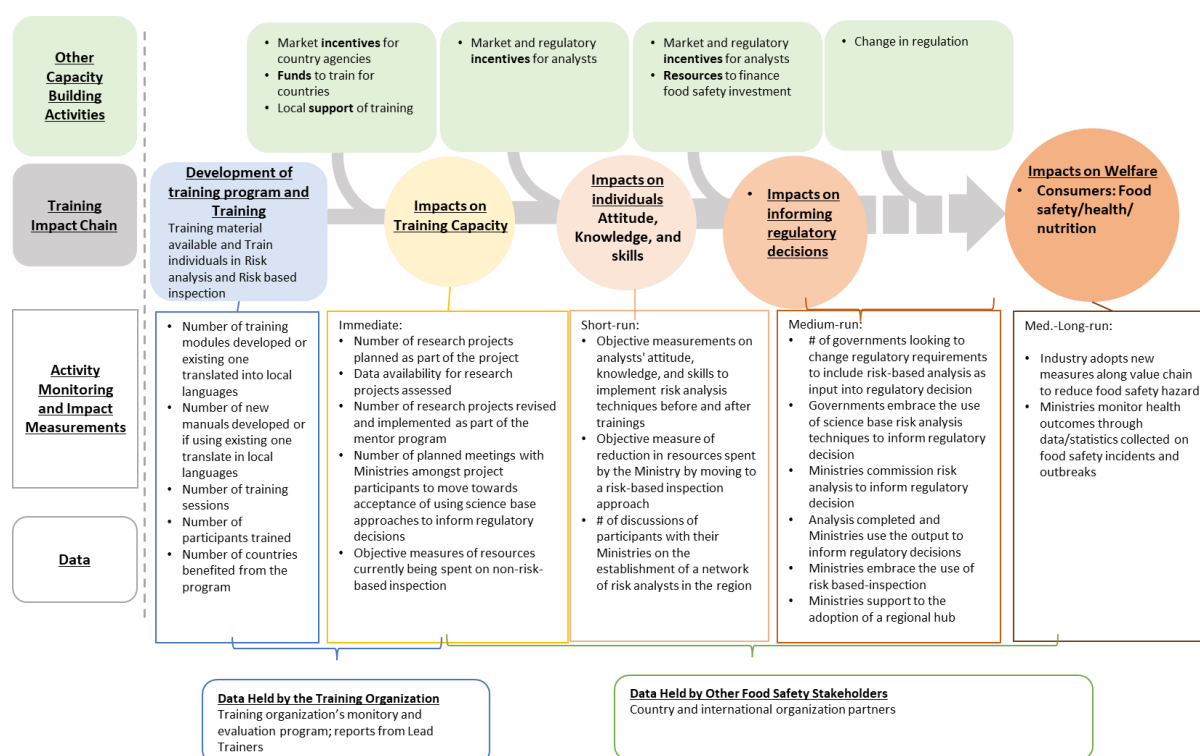 Other
Capacity
Building
Activities
• Market incentives for
country agencies
• Funds to train for
countries
• Local support of training
• Market and regulatory
incentives for analysts
• Market and regulatory
incentives for analysts
• Resources to finance
food safety investment
• Change in regulation
Training
Impact Chain
Development of
training program and
Training
Training material
available and Train
individuals in Risk
analysis and Risk based
inspection
Impacts on
Training Capacity
Impacts on
individuals
Attitude,
Knowledge, and
skills
• Impacts on
informing
regulatory
decisions
Impacts on Welfare
• Consumers: Food
safety/health/
nutrition
Activity
Monitoring
and Impact
Measurements
Data
• Number of training
modules developed or
existing one
translated into local
languages
• Number of new
manuals developed or
if using existing one
translate in local
languages
• Number of training
sessions
• Number of
participants trained
• Number of countries
benefited from the
program
Immediate:
• Number of research projects
planned as part of the project
• Data availability for research
projects assessed
• Number of research projects revised
and implemented as part of the
mentor program
• Number of planned meetings with
Ministries amongst project
participants to move towards
acceptance of using science base
approaches to inform regulatory
decisions
• Objective measures of resources
currently being spent on non-risk-
based inspection
Short-run:
• Objective measurements on
analysts' attitude,
knowledge, and skills to
implement risk analysis
techniques before and after
trainings
• Objective measure of
reduction in resources spent
by the Ministry by moving to
a risk-based inspection
approach
• # of discussions of
participants with their
Ministries on the
establishment of a network
of risk analysts in the region
Medium-run:
• # of governments looking to
change regulatory requirements
to include risk-based analysis as
input into regulatory decision
• Governments embrace the use
of science base risk analysis
techniques to inform regulatory
decision
• Ministries commission risk
analysis to inform regulatory
decision
• Analysis completed and
Ministries use the output to
inform regulatory decisions
• Ministries embrace the use of
risk based-inspection
• Ministries support to the
adoption of a regional hub
Med.-Long-run:
• Industry adopts new
measures along value chain
to reduce food safety hazard
• Ministries monitor health
outcomes through
data/statistics collected on
food safety incidents and
outbreaks
Data Held by the Training Organization
Training organization's monitory and
evaluation program; reports from Lead
Trainers
Data Held by Other Food Safety Stakeholders
Country and international organization partners